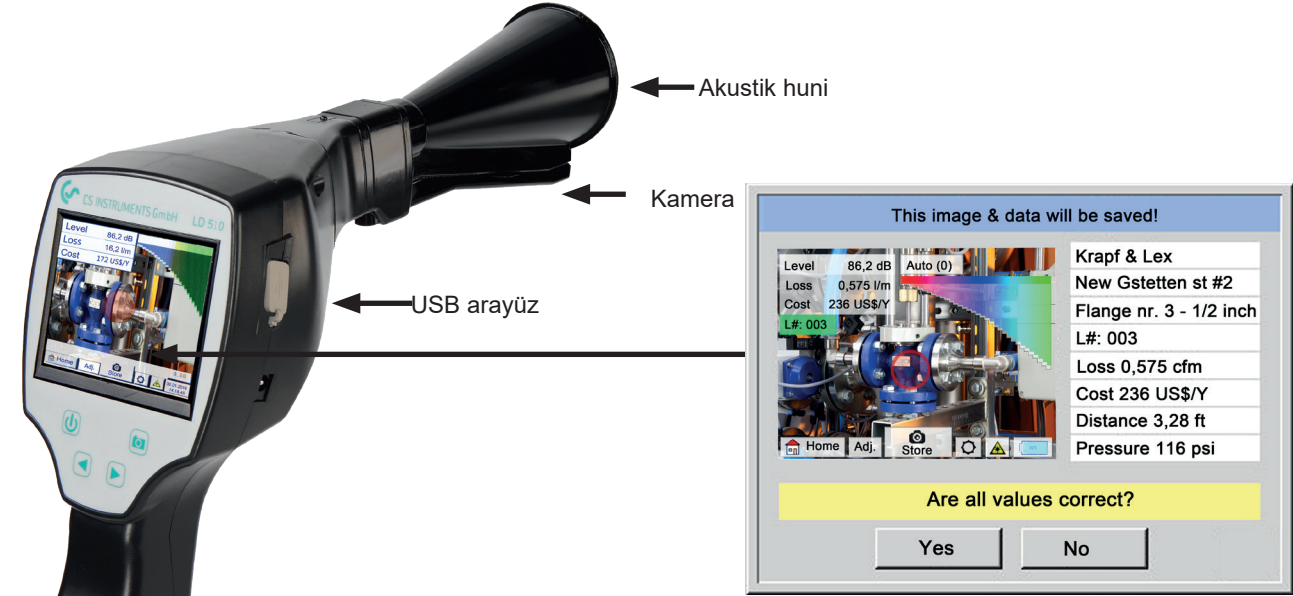 Akustik huni
Kamera
USB arayüz
CS INSTRUMENTS GmbH LD 510
Level 86,2 dB
Loss 16,2 l/m
Cost 172 US$/Y
Home Adj. Store
This image & data will be saved!
Level 86,2 dB Auto (0)
Loss 0,575 l/m
Cost 236 US$/Y
L#: 003
Home Adj. Store
Krapf & Lex
New Gstetten st #2
Flange nr. 3 - 1/2 inch
L#: 003
Loss 0,575 cfm
Cost 236 US$/Y
Distance 3,28 ft
Pressure 116 psi
Are all values correct?
Yes No